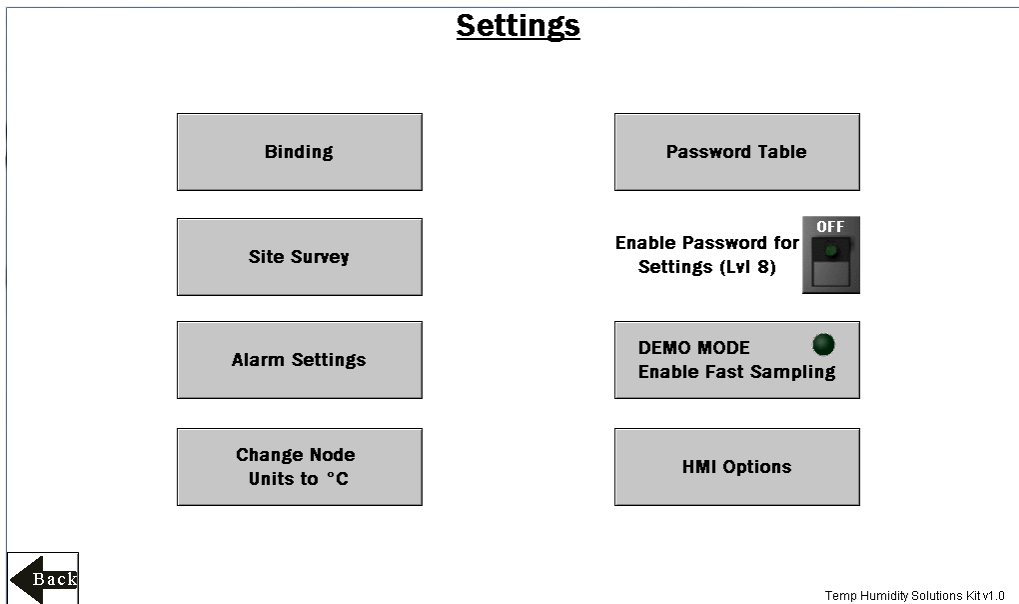 Settings
Binding
Password Table
Site Survey
Enable Password for
Settings (Lvl 8)
OFF
Alarm Settings
DEMO MODE
Enable Fast Sampling
Change Node
Units to °C
HMI Options
Back
Temp Humidity Solutions Kit v1.0